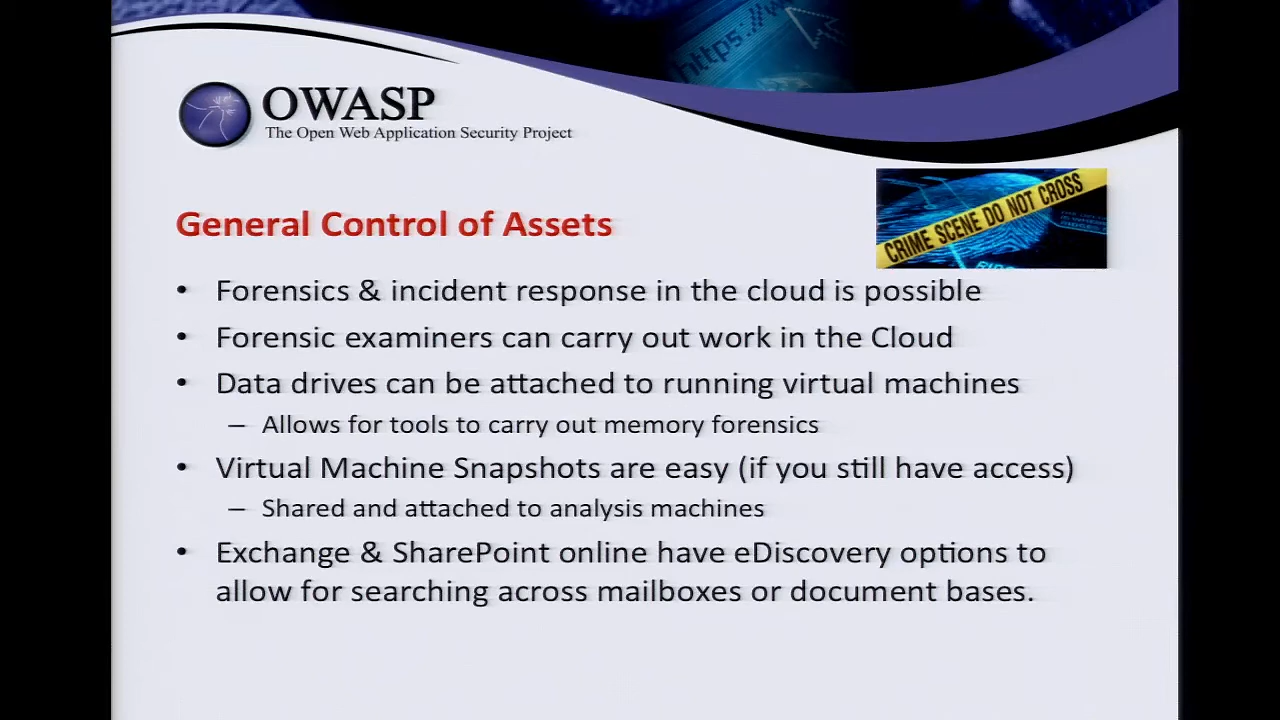 https://w
OWASP
The Open Web Application Security Project
CRIME SCENE DO NOT CROSS
General Control of Assets
• Forensics & incident response in the cloud is possible
• Forensic examiners can carry out work in the Cloud
• Data drives can be attached to running virtual machines
– Allows for tools to carry out memory forensics
• Virtual Machine Snapshots are easy (if you still have access)
– Shared and attached to analysis machines
• Exchange & SharePoint online have eDiscovery options to
allow for searching across mailboxes or document bases.